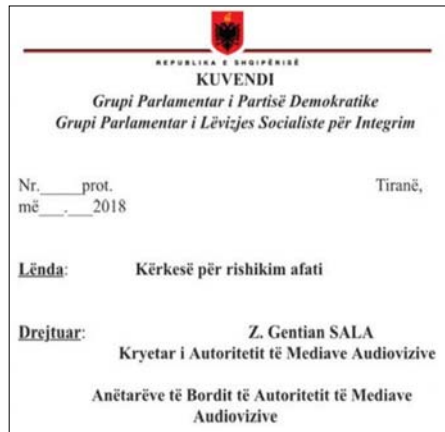 REPUBLIKA E SHQIPËRISË
KUVENDI
Grupi Parlamentar i Partisë Demokratike
Grupi Parlamentar i Lëvizjes Socialiste për Integrim
Nr._____prot. Tiranë,
më___.___2018
Lënda: Kërkesë për rishikim afati
Drejtuar: Z. Gentian SALA
Kryetar i Autoritetit të Mediave Audiovizive
Anëtarëve të Bordit të Autoritetit të Mediave
Audiovizive